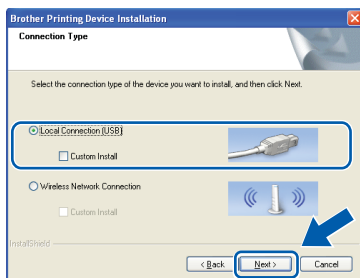 Brother Printing Device Installation
Connection Type
Select the connection type of the device you want to install, and then click Next.
Local Connection (USB)
Custom Install
Wireless Network Connection
Custom Install
InstallShield
< Back
Next >
Cancel